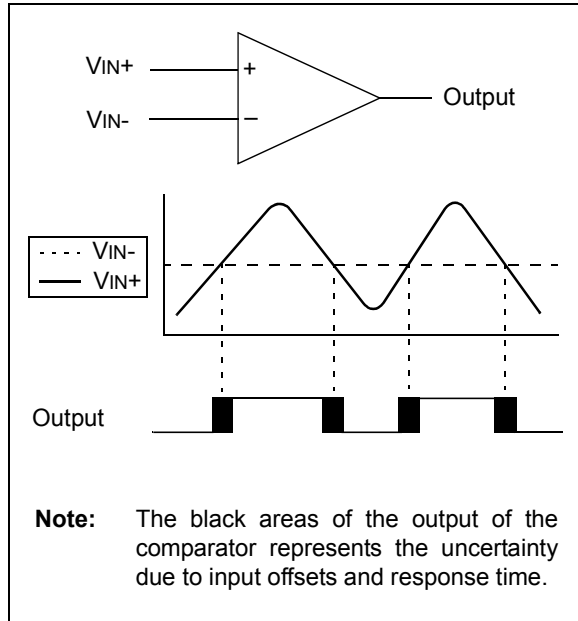 VIN+
+
Output
VIN-
–
VIN-
VIN+
Output
Note: The black areas of the output of the
comparator represents the uncertainty
due to input offsets and response time.